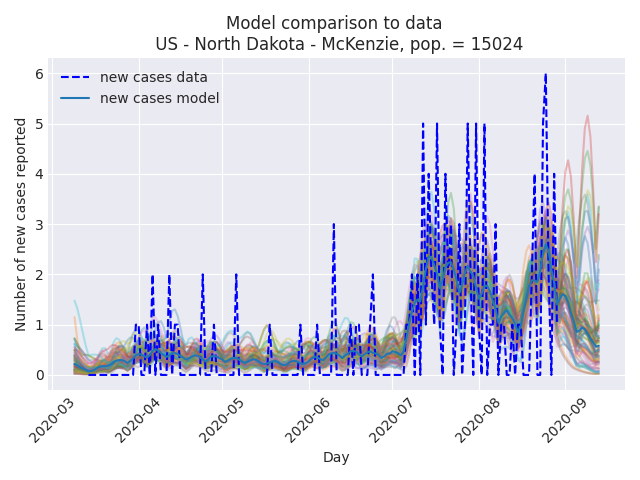 Model comparison to data
US - North Dakota - McKenzie, pop. = 15024
new cases data
new cases model
Number of new cases reported
6
5
4
3
2
1
0
2020-03
2020-04
2020-05
2020-06
2020-07
2020-08
2020-09
Day